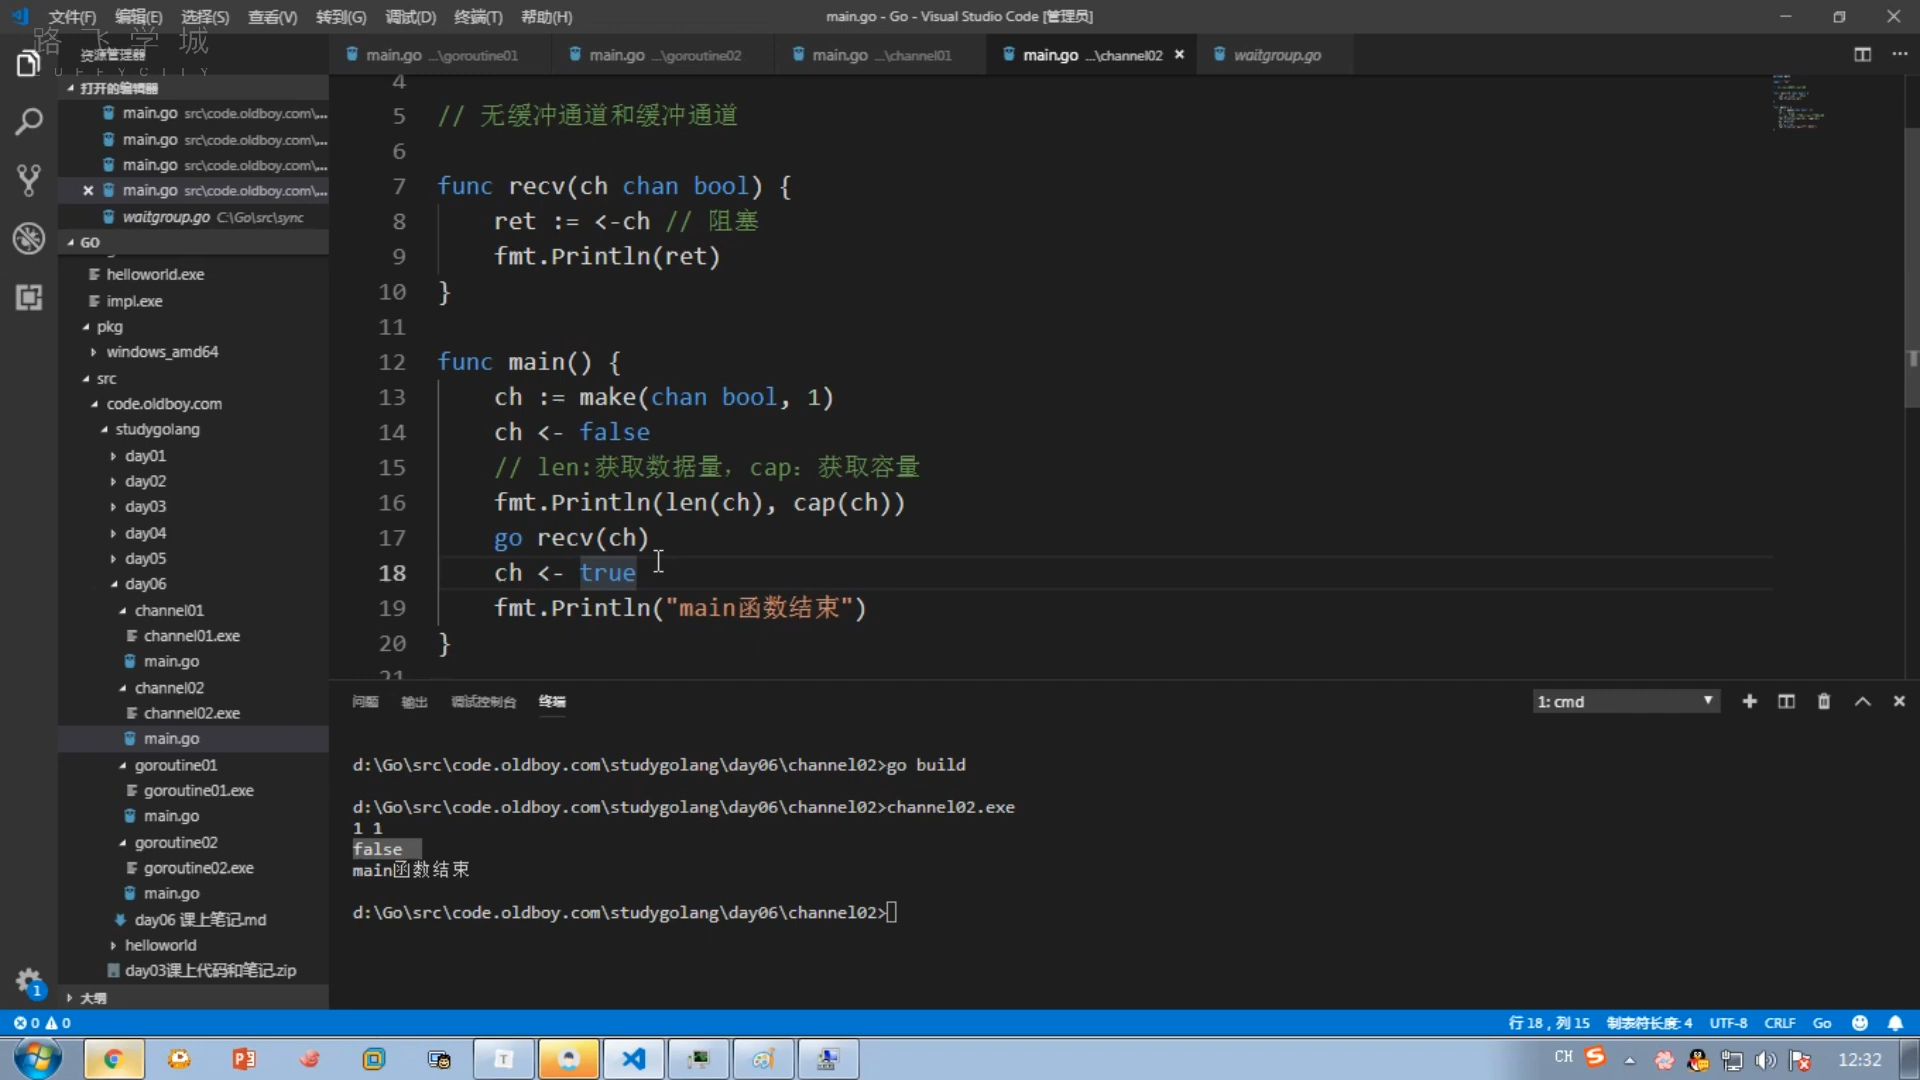 文件(F) 编辑(E) 选择(S) 查看(V) 转到(G) 调试(D) 终端(T) 帮助(H) main.go - Go - Visual Studio Code [管理员]
路飞学城
UFFYCITY
资源管理器
main.go ...\goroutine01 main.go ...\goroutine02 main.go ...\channel01 main.go ...\channel02 waitgroup.go
打开的编辑器
main.go src\code.oldboy.com\...
main.go src\code.oldboy.com\...
main.go src\code.oldboy.com\...
main.go src\code.oldboy.com\...
waitgroup.go C:\Go\src\sync
GO
helloworld.exe
impl.exe
pkg
windows_amd64
src
code.oldboy.com
studygolang
day01
day02
day03
day04
day05
day06
channel01
channel01.exe
main.go
channel02
channel02.exe
main.go
goroutine01
goroutine01.exe
main.go
goroutine02
goroutine02.exe
main.go
day06 课上笔记.md
helloworld
day03课上代码和笔记.zip
大纲
4
5 // 无缓冲通道和缓冲通道
6
7 func recv(ch chan bool) {
8 ret := <-ch // 阻塞
9 fmt.Println(ret)
10 }
11
12 func main() {
13 ch := make(chan bool, 1)
14 ch <- false
15 // len:获取数据量，cap：获取容量
16 fmt.Println(len(ch), cap(ch))
17 go recv(ch)
18 ch <- true
19 fmt.Println("main函数结束")
20 }
21
问题 输出 调试控制台 终端 1: cmd
d:\Go\src\code.oldboy.com\studygolang\day06\channel02>go build
d:\Go\src\code.oldboy.com\studygolang\day06\channel02>channel02.exe
1 1
false
main函数结束
d:\Go\src\code.oldboy.com\studygolang\day06\channel02>
1
0 0 行 18，列 15 制表符长度: 4 UTF-8 CRLF Go
CH 12:32